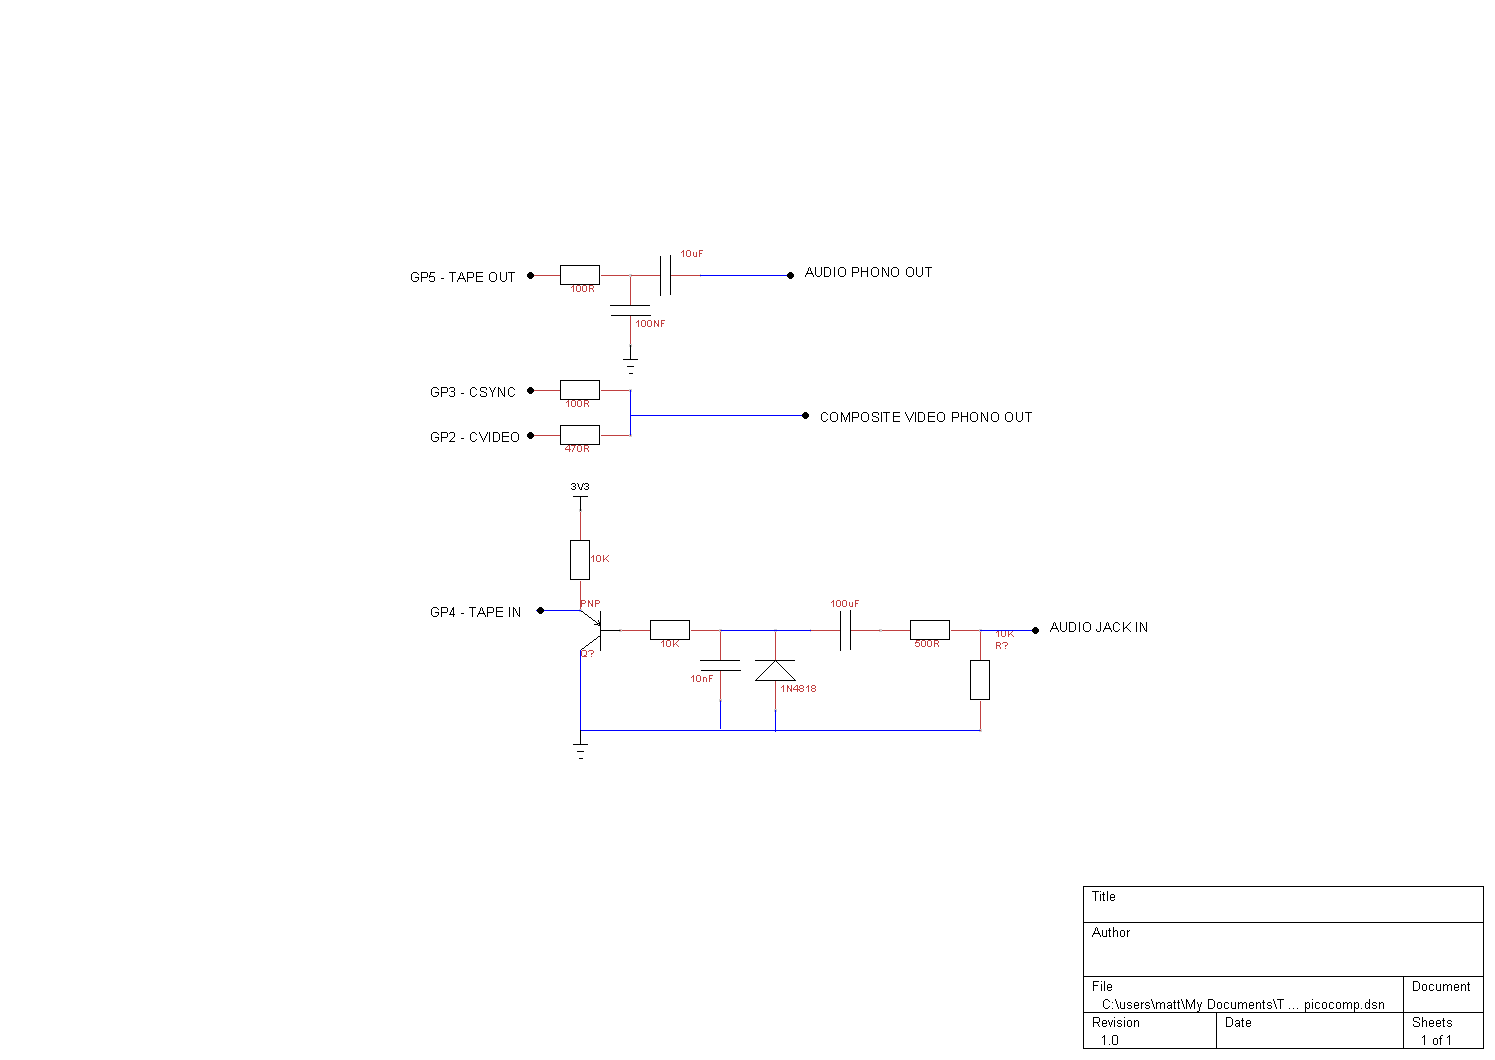 10uF
GP5 - TAPE OUT
AUDIO PHONO OUT
100R
100NF
GP3 - CSYNC
100R
COMPOSITE VIDEO PHONO OUT
GP2 - CVIDEO
470R
3V3
10K
PNP
GP4 - TAPE IN
100uF
AUDIO JACK IN
10K
R?
10K
500R
Q?
10nF
1N4818
Title
Author
File
Document
C:\users\matt\My Documents\T ... picocomp.dsn
Revision
Date
Sheets
1.0
1 of 1